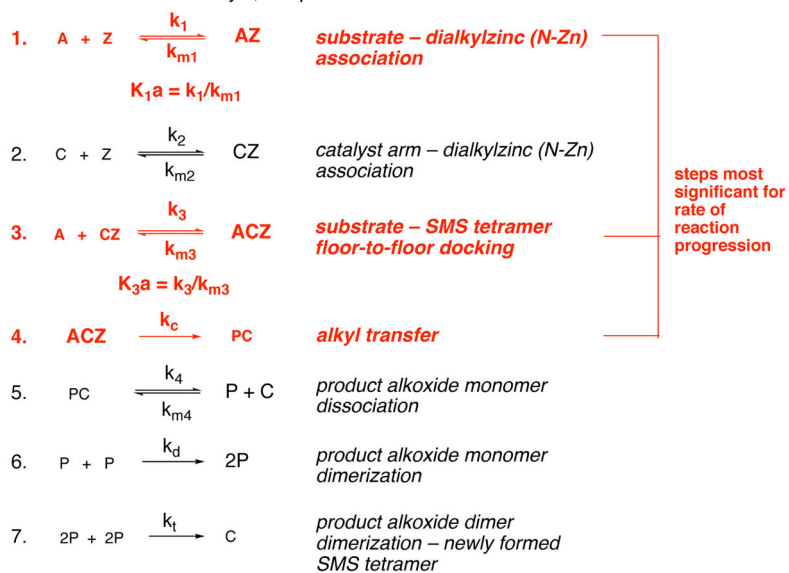 k1
1. A + Z AZ substrate – dialkylzinc (N-Zn)
km1 association
K1a = k1/km1
k2
2. C + Z CZ catalyst arm – dialkylzinc (N-Zn)
km2 association
steps most
significant for
rate of
reaction
progression
k3
3. A + CZ ACZ substrate – SMS tetramer
km3 floor-to-floor docking
K3a = k3/km3
kc
4. ACZ PC alkyl transfer
k4
5. PC P + C product alkoxide monomer
km4 dissociation
kd
6. P + P 2P product alkoxide monomer
dimerization
kt
7. 2P + 2P C product alkoxide dimer
dimerization – newly formed
SMS tetramer